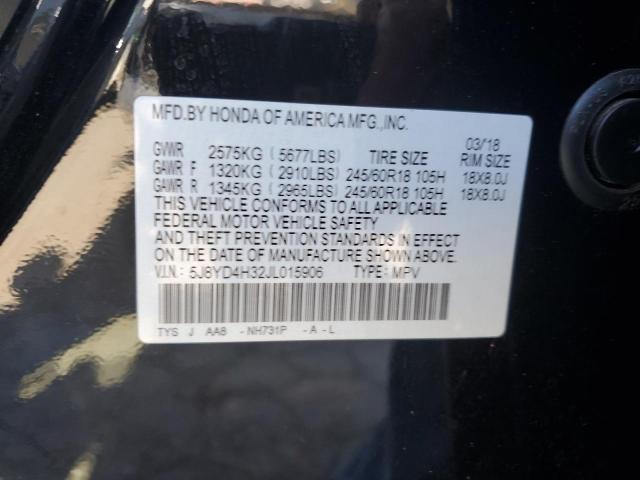 MFD.BY HONDA OF AMERICA MFG.,INC.
03/18
GVWR 2575KG ( 5677LBS) TIRE SIZE RIM SIZE
GAWR F 1320KG ( 2910LBS) 245/60R18 105H 18X8.0J
GAWR R 1345KG ( 2965LBS) 245/60R18 105H 18X8.0J
THIS VEHICLE CONFORMS TO ALL APPLICABLE
FEDERAL MOTOR VEHICLE SAFETY
AND THEFT PREVENTION STANDARDS IN EFFECT
ON THE DATE OF MANUFACTURE SHOWN ABOVE.
V.I.N.: 5J8YD4H32JL015906 TYPE: MPV
TYS J AA8 -NH731P -A-L